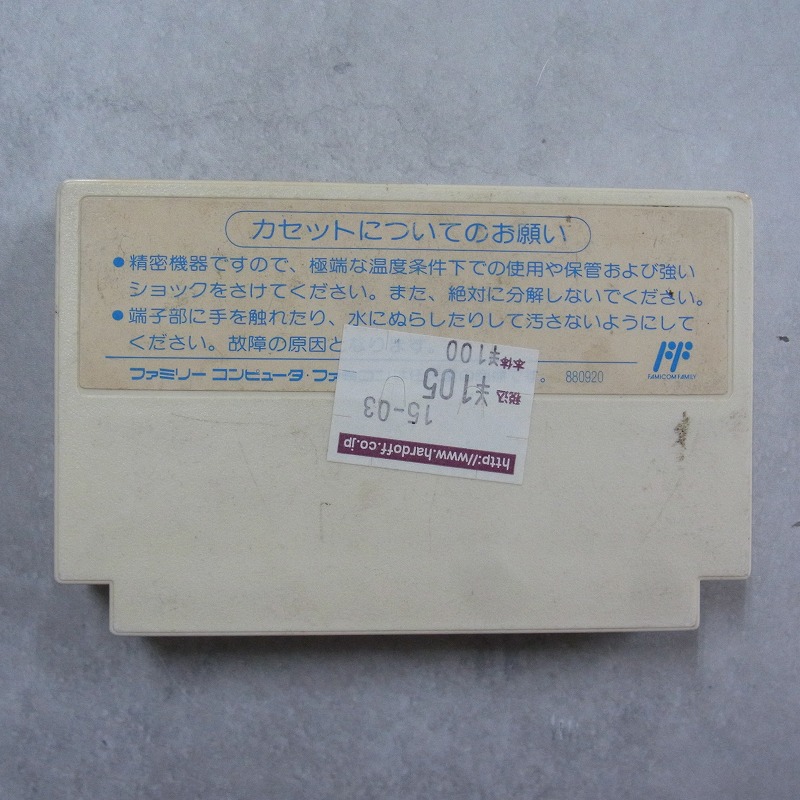 カセットについてのお願い
●精密機器ですので、極端な温度条件下での使用や保管および強い
ショックをさけてください。また、絶対に分解しないでください。
●端子部に手を触れたり、水にぬらしたりして汚さないようにして
ください。故障の原因と
FAMICOM FAMILY
ファミリー コンピュータ・ファミ
。 880920
本体 ¥100
税込 ¥105
15-03
http://www.hardoff.co.jp